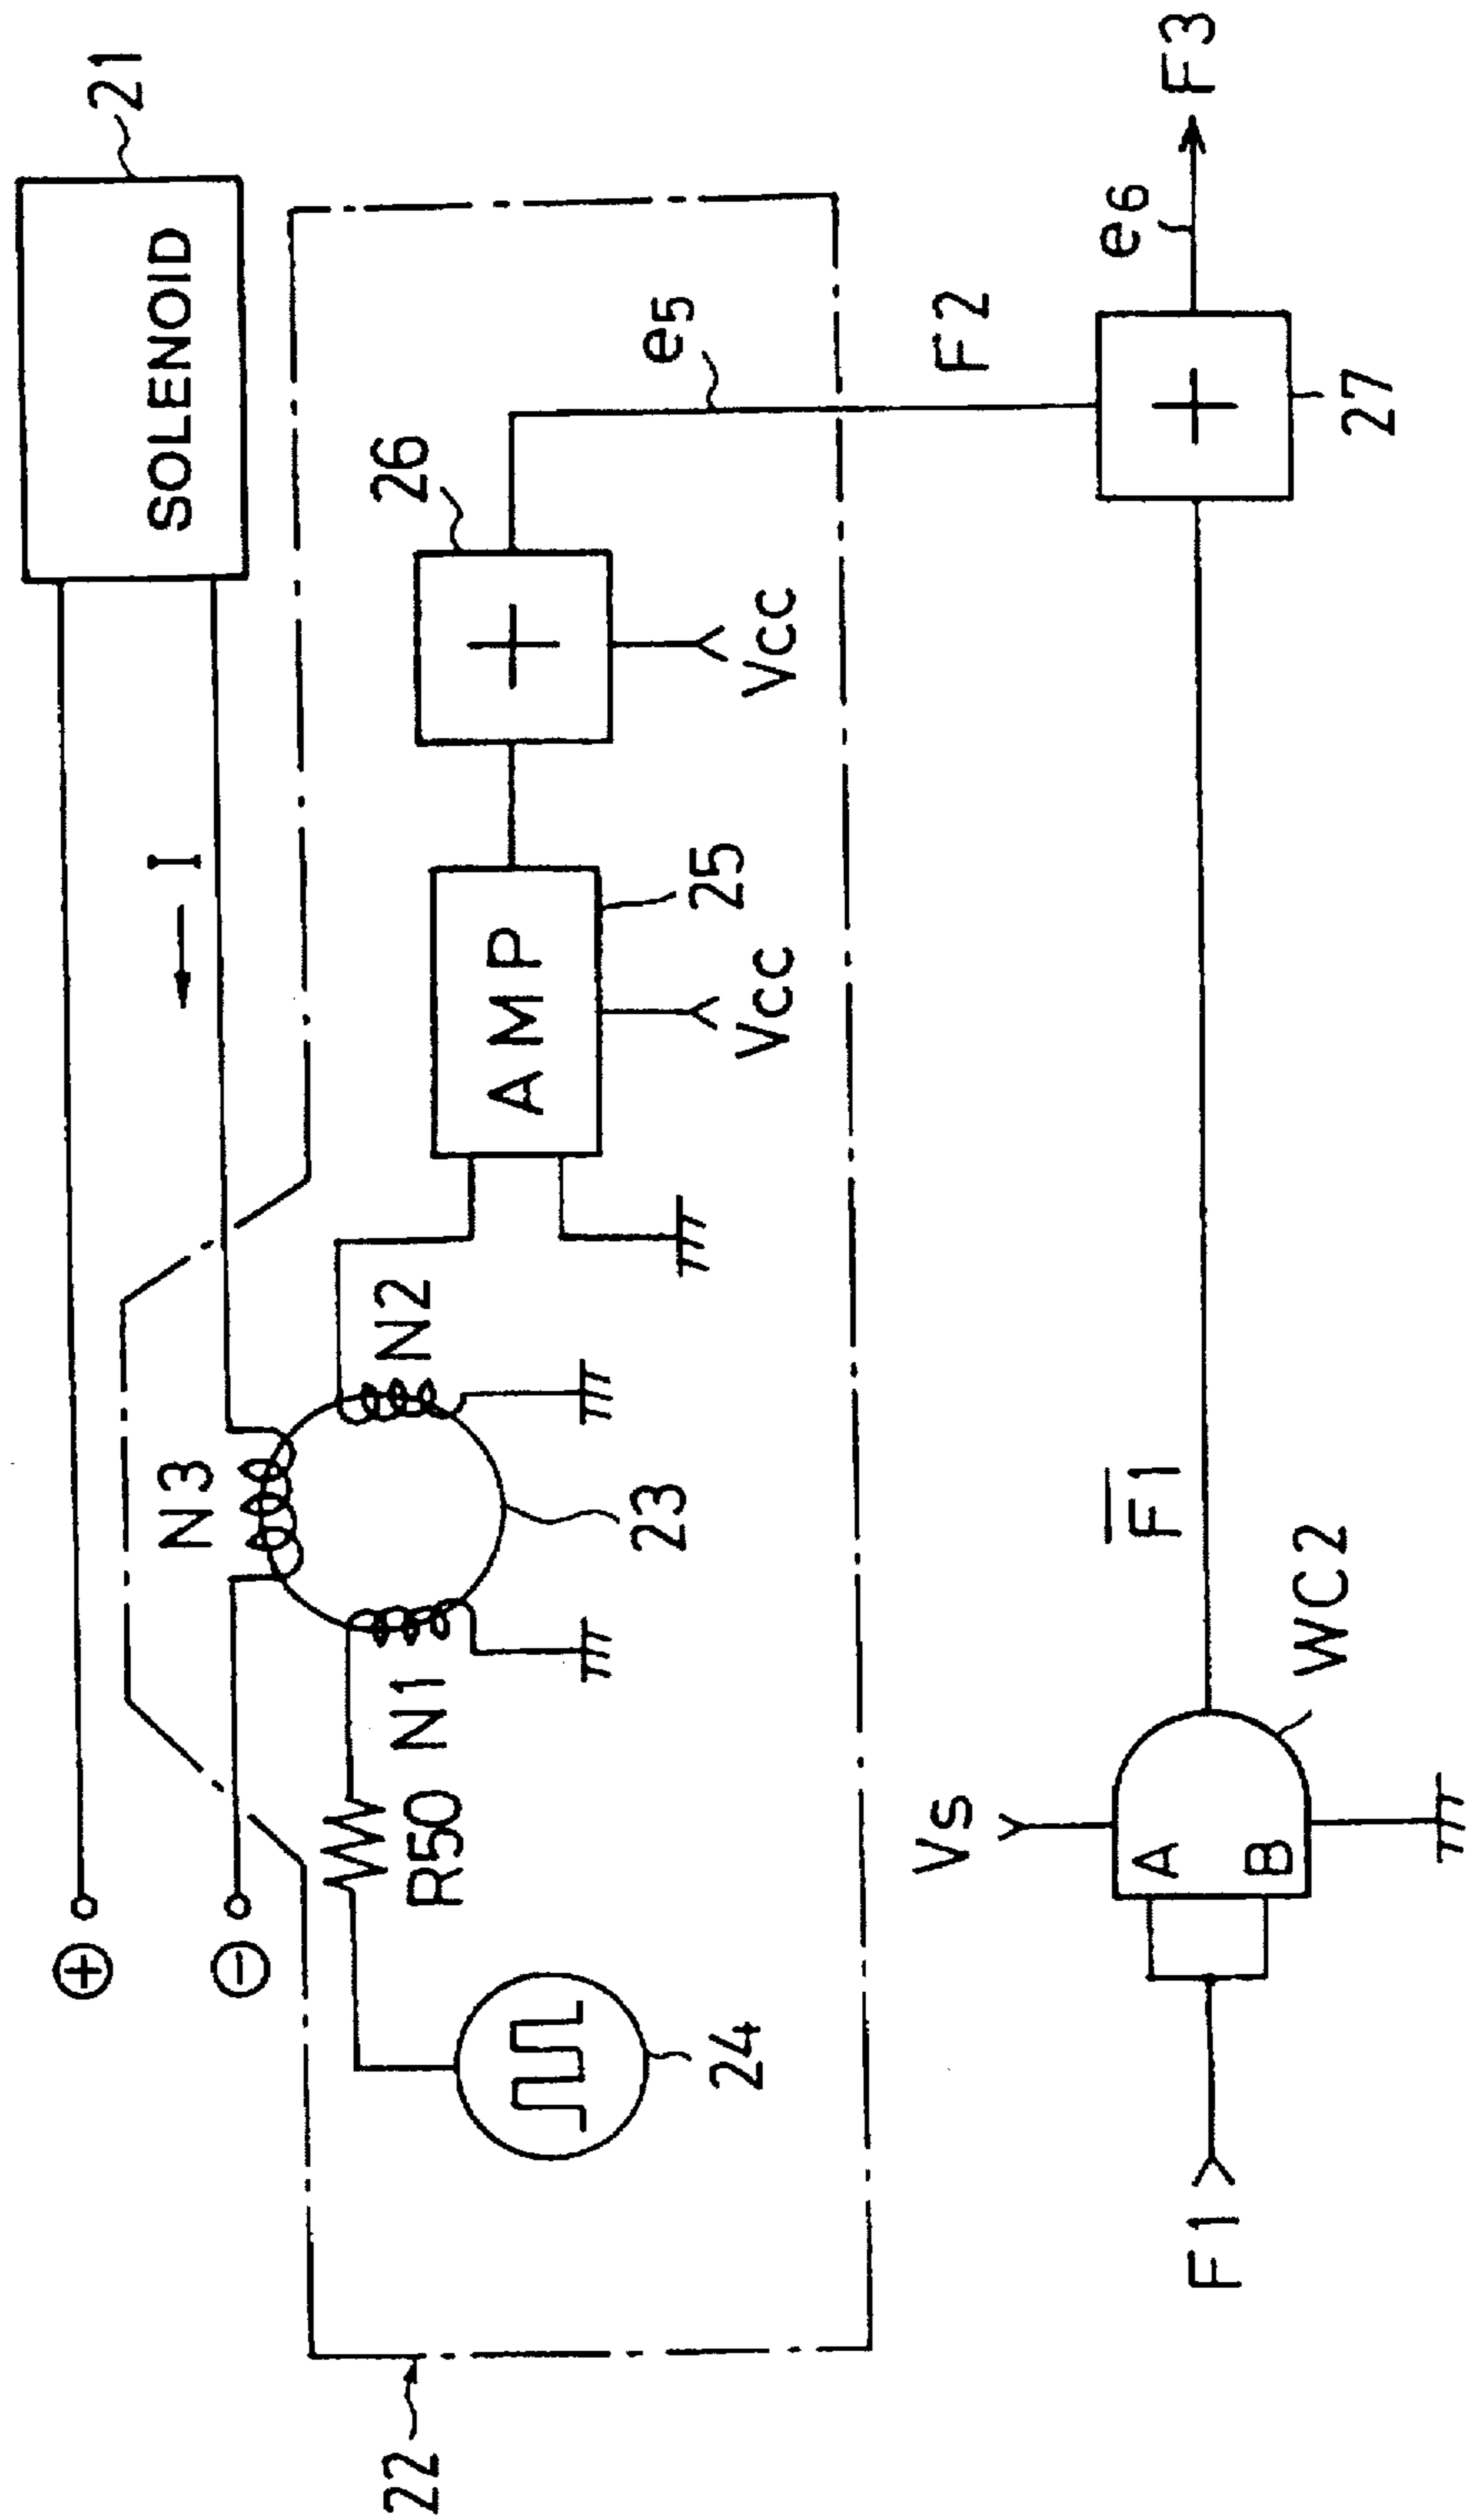 ⊕
⊖
SOLENOID
21
I
N3
22
24
R50
N1
23
N2
AMP
25
Vcc
26
Vcc
e5
F2
F1
Vs
A
B
WC2
F1
27
e6
F3